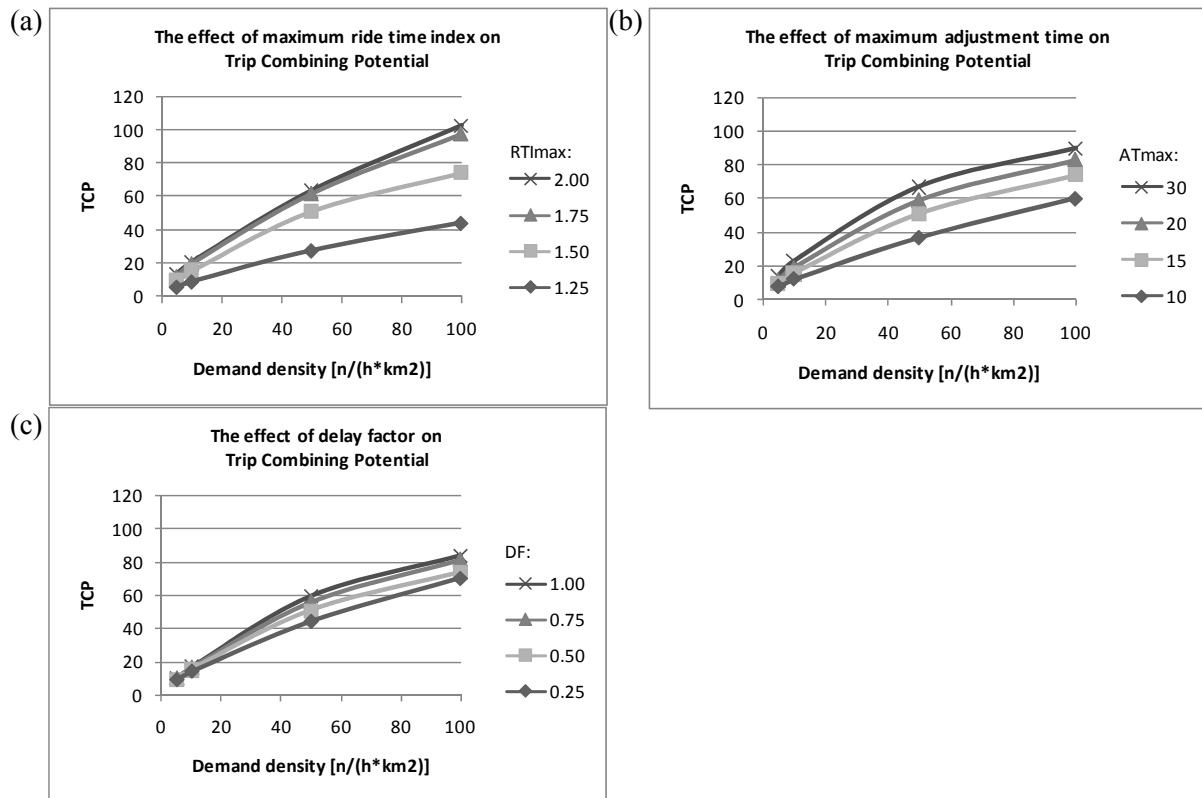 (a)
The effect of maximum ride time index on
Trip Combining Potential
120
100
80
60
40
20
0
TCP
0 20 40 60 80 100
Demand density [n/(h*km2)]
RTImax:
2.00
1.75
1.50
1.25
(b)
The effect of maximum adjustment time on
Trip Combining Potential
120
100
80
60
40
20
0
TCP
0 20 40 60 80 100
Demand density [n/(h*km2)]
ATmax:
30
20
15
10
(c)
The effect of delay factor on
Trip Combining Potential
120
100
80
60
40
20
0
TCP
0 20 40 60 80 100
Demand density [n/(h*km2)]
DF:
1.00
0.75
0.50
0.25